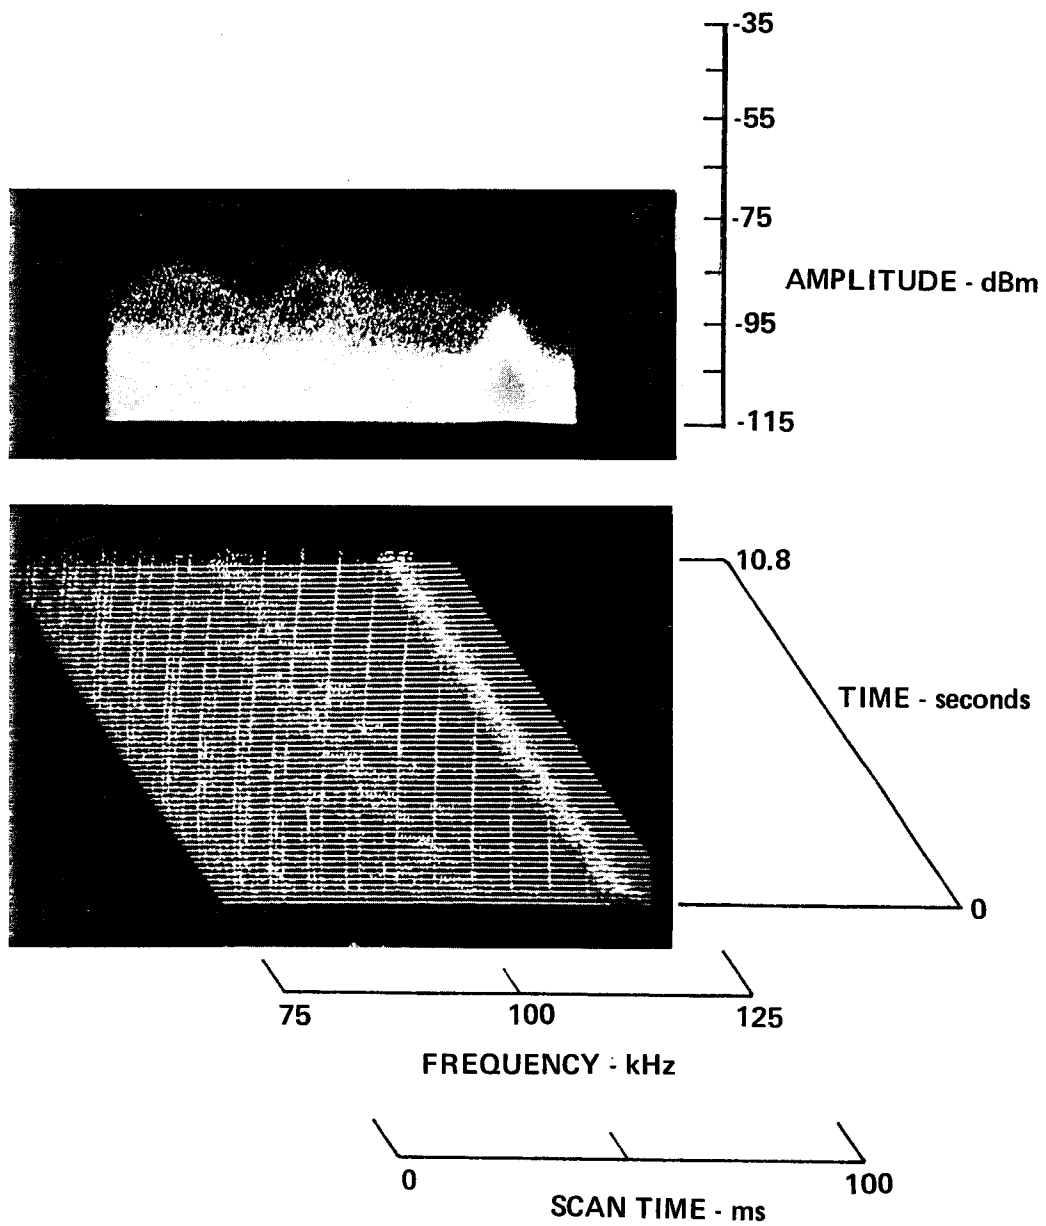 -35
-55
-75
AMPLITUDE - dBm
-95
-115
10.8
TIME - seconds
0
75 100 125
FREQUENCY - kHz
0 100
SCAN TIME - ms